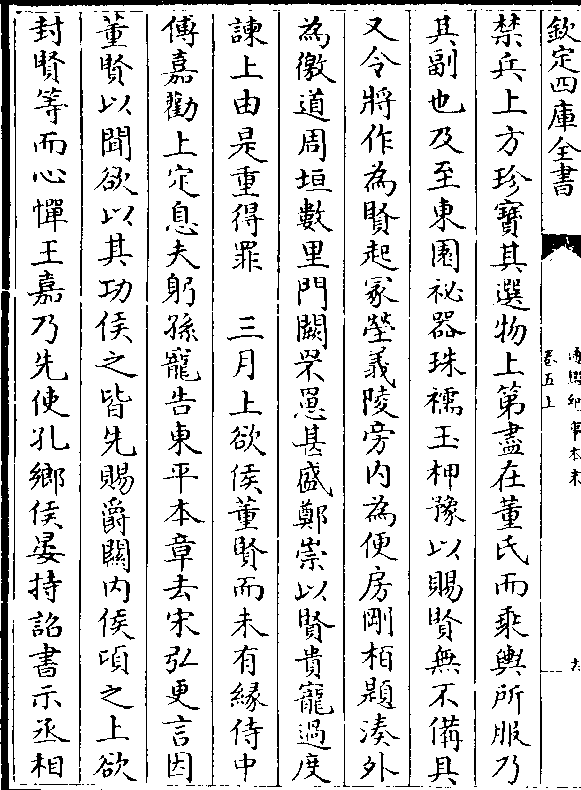 欽定四庫全書
通鑑紀事本末
卷五上
禁兵上方珍寶其選物上第盡在董氏而乘輿所服乃
其副也及至東園祕器珠襦玉柙豫以賜賢無不備具
又令將作為賢起冢塋義陵旁内為便房剛栢題湊外
為徼道周垣數里門闕罘罳甚盛鄭崇以賢貴寵過度
諫上由是重得罪　三月上欲侯董賢而未有緣侍中
傅嘉勸上定息夫躬孫寵告東平本章去宋弘更言因
董賢以聞欲以其功侯之皆先賜爵關内侯頃之上欲
封賢等而心憚王嘉乃先使孔鄉侯晏持詔書示丞相